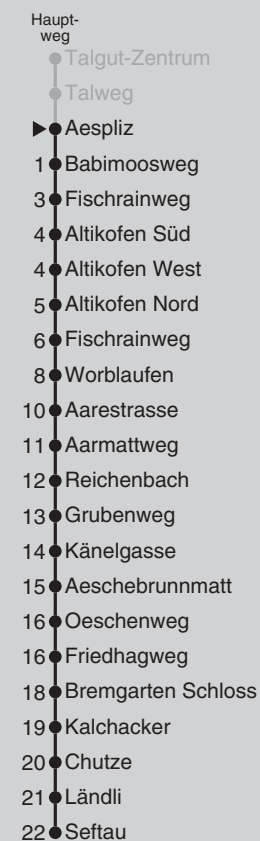 Haupt-
weg
Talgut-Zentrum
Talweg
Aespliz
1 Babimoosweg
3 Fischrainweg
4 Altikofen Süd
4 Altikofen West
5 Altikofen Nord
6 Fischrainweg
8 Worblaufen
10 Aarestrasse
11 Aarmattweg
12 Reichenbach
13 Grubenweg
14 Känelgasse
15 Aeschebrunnmatt
16 Oeschenweg
16 Friedhagweg
18 Bremgarten Schloss
19 Kalchacker
20 Chutze
21 Ländli
22 Seftau